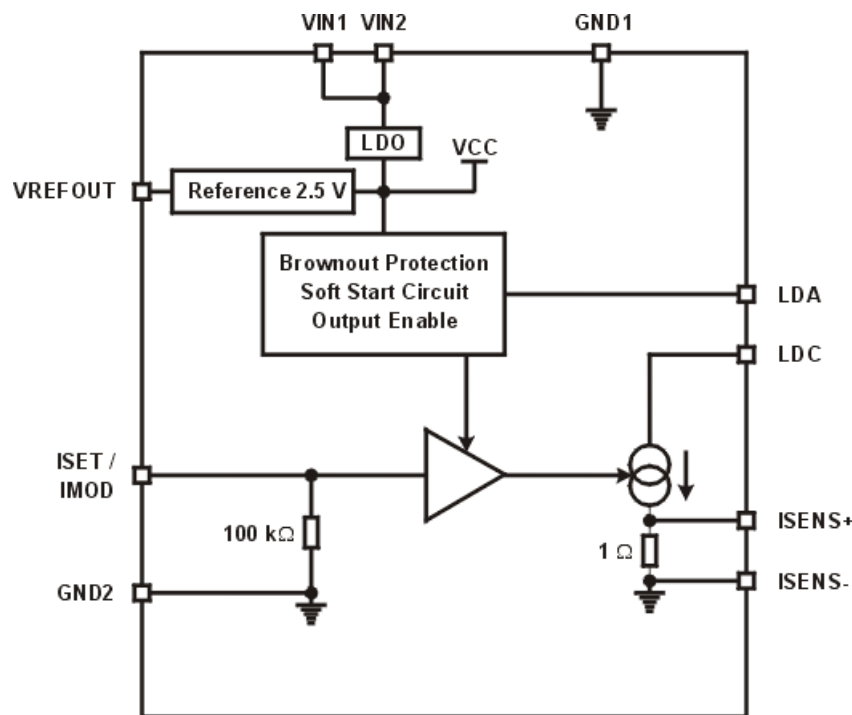 VIN1 VIN2 GND1
LDO
VCC
VREFOUT
Reference 2.5 V
Brownout Protection
Soft Start Circuit
Output Enable
LDA
LDC
ISET /
IMOD
100 kΩ
ISENS+
1 Ω
GND2
ISENS-